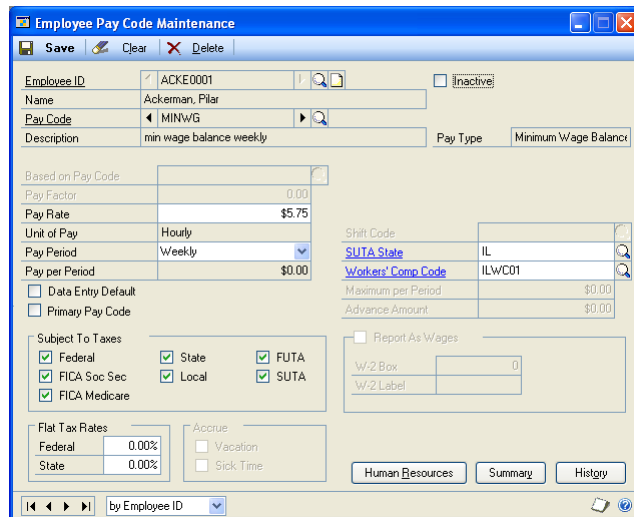 Employee Pay Code Maintenance
Save Clear Delete
Employee ID ACKE0001 Inactive
Name Ackerman, Pilar
Pay Code MINWG
Description min wage balance weekly Pay Type Minimum Wage Balance
Based on Pay Code
Pay Factor 0.00
Pay Rate $5.75
Unit of Pay Hourly Shift Code
Pay Period Weekly SUTA State IL
Pay per Period $0.00 Workers' Comp Code ILWC01
Data Entry Default Maximum per Period $0.00
Primary Pay Code Advance Amount $0.00
Subject To Taxes Report As Wages
Federal State FUTA
FICA Soc Sec Local SUTA W-2 Box 0
FICA Medicare W-2 Label
Flat Tax Rates Accrue
Federal 0.00% Vacation
State 0.00% Sick Time
Human Resources Summary History
by Employee ID